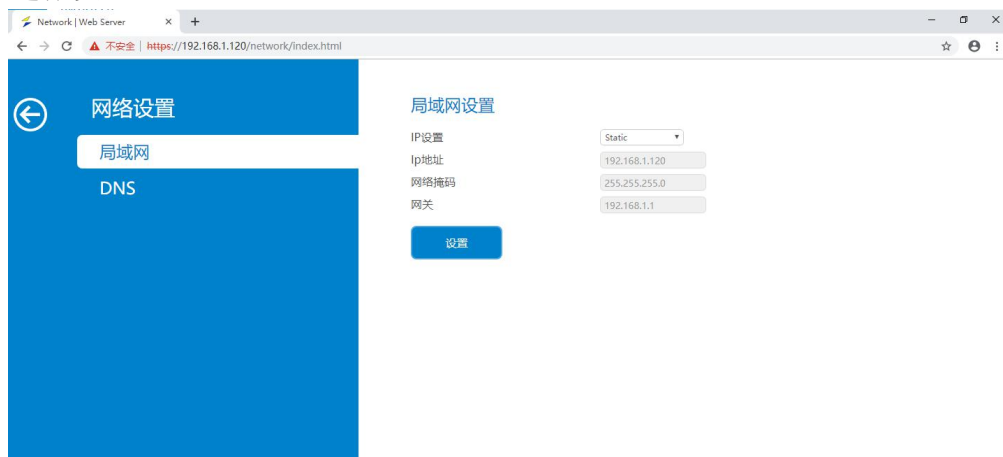 Network | Web Server
不安全 | https://192.168.1.120/network/index.html
网络设置
局域网
DNS
局域网设置
IP设置 Static
Ip地址 192.168.1.120
网络掩码 255.255.255.0
网关 192.168.1.1
设置